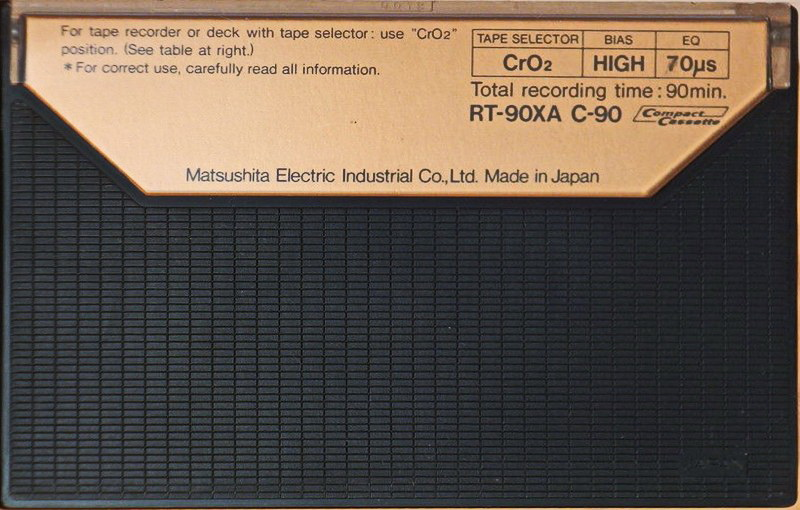 For tape recorder or deck with tape selector: use "CrO2"
position. (See table at right.)
* For correct use, carefully read all information.
TAPE SELECTOR BIAS EQ
CrO2 HIGH 70µs
Total recording time: 90min.
RT-90XA C-90 Compact Cassette
Matsushita Electric Industrial Co., Ltd. Made in Japan